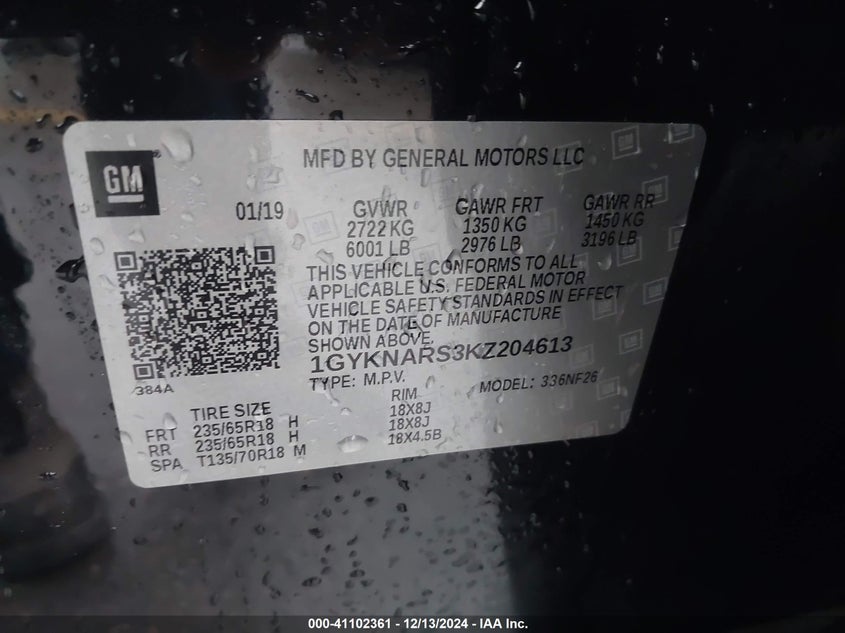 GM
MFD BY GENERAL MOTORS LLC
01/19
GVWR
2722 KG
6001 LB
GAWR FRT
1350 KG
2976 LB
GAWR RR
1450 KG
3196 LB
THIS VEHICLE CONFORMS TO ALL
APPLICABLE U.S. FEDERAL MOTOR
VEHICLE SAFETY STANDARDS IN EFFECT
ON THE DATE OF MANUFACTURE
SHOWN ABOVE.
1GYKNARS3KZ204613
TYPE: M.P.V.
MODEL: 336NF26
384A
TIRE SIZE
RIM
FRT 235/65R18 H 18X8J
RR 235/65R18 H 18X8J
SPA T135/70R18 M 18X4.5B
000-41102361 - 12/13/2024 - IAA Inc.